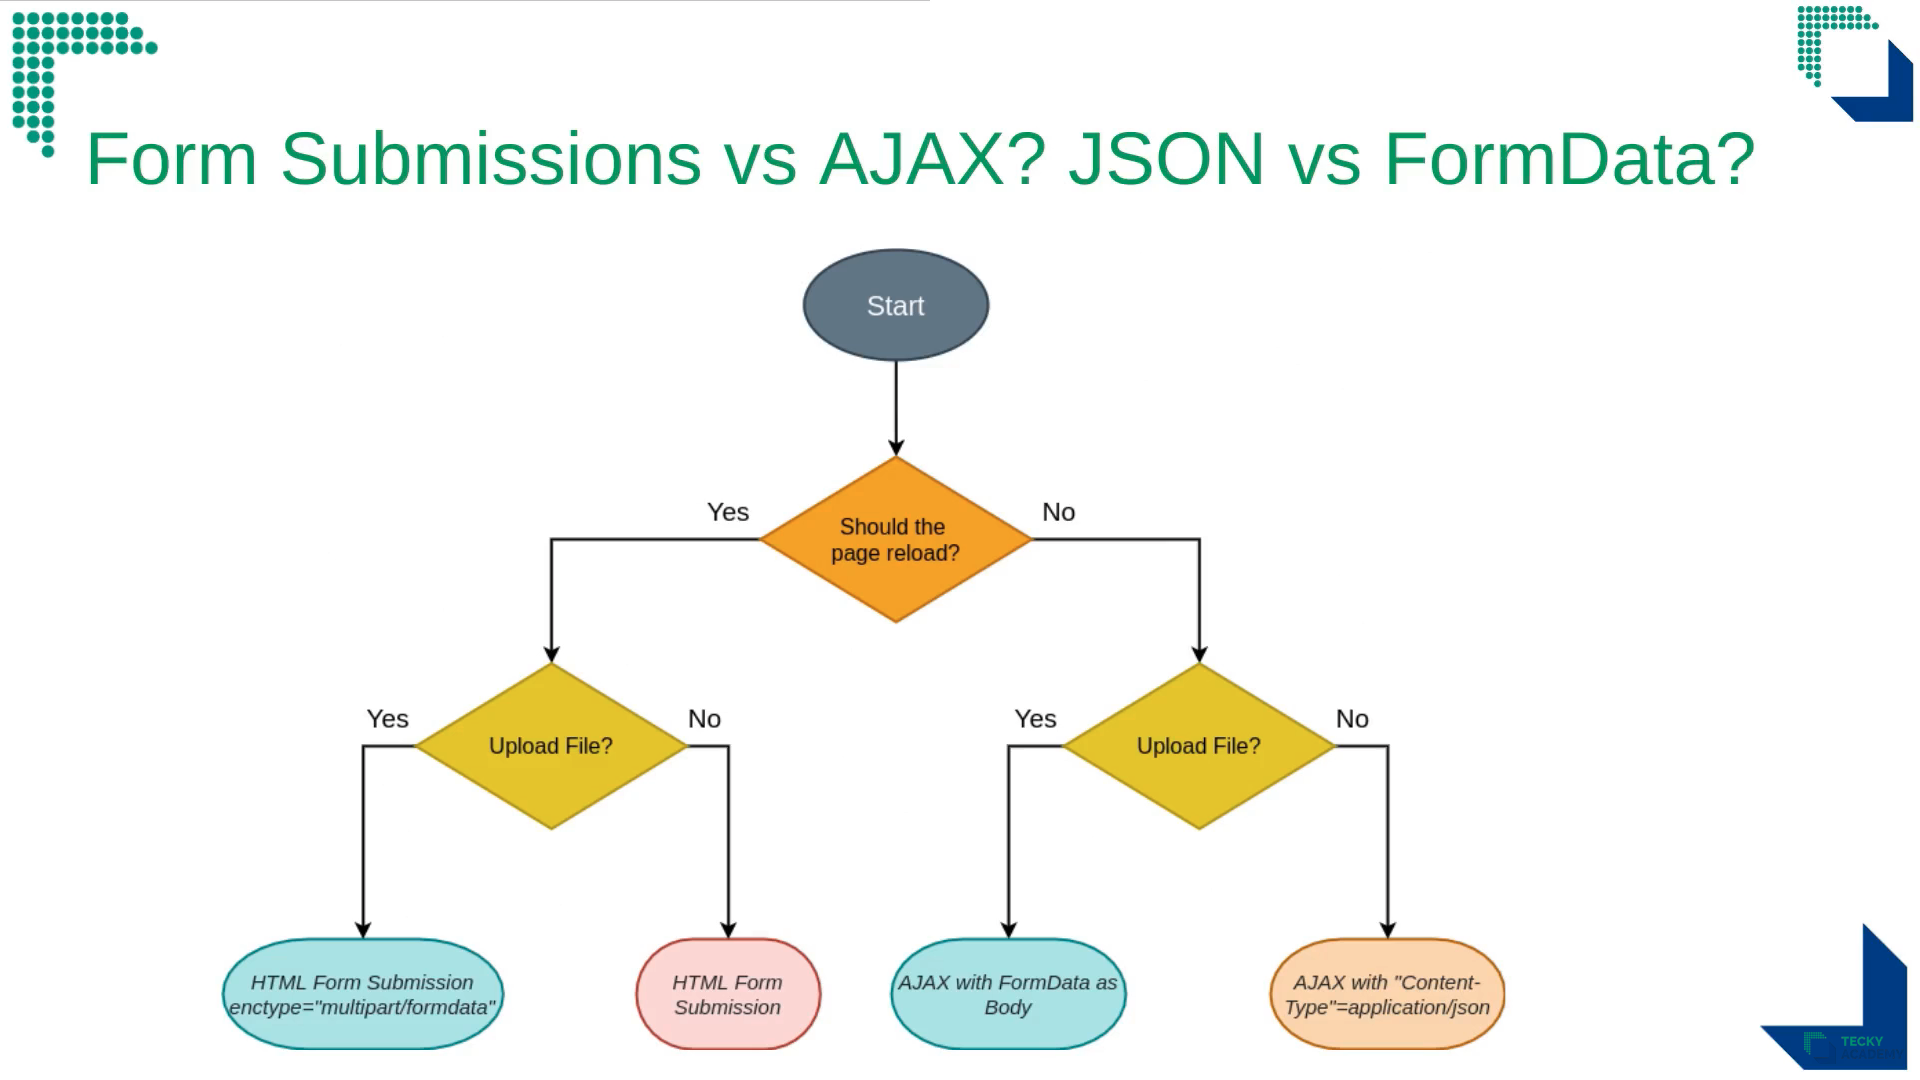 Form Submissions vs AJAX? JSON vs FormData?
Start
Yes
No
Should the
page reload?
Yes
No
Yes
No
Upload File?
Upload File?
HTML Form Submission
enctype="multipart/formdata"
HTML Form
Submission
AJAX with FormData as
Body
AJAX with "Content-
Type"=application/json
TECKY
ACADEMY